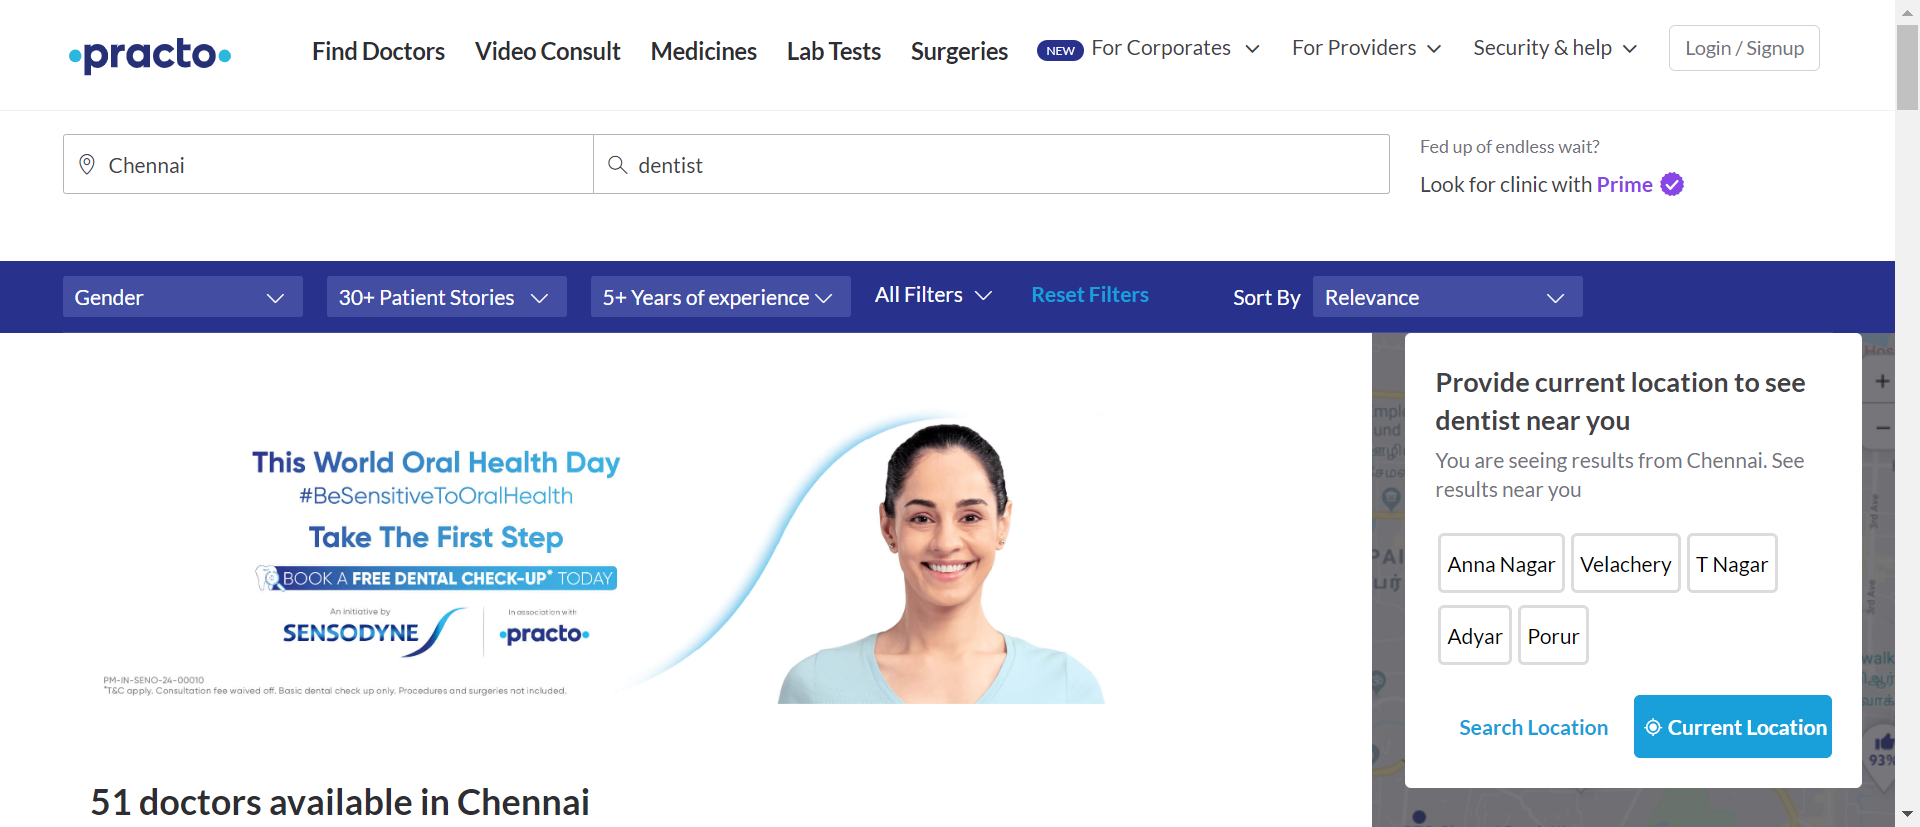 practo
Find Doctors
Video Consult
Medicines
Lab Tests
Surgeries
NEW
For Corporates
For Providers
Security & help
Login / Signup
Chennai
dentist
Fed up of endless wait?
Look for clinic with Prime
Gender
30+ Patient Stories
5+ Years of experience
All Filters
Reset Filters
Sort By
Relevance
This World Oral Health Day
#BeSensitiveToOralHealth
Take The First Step
BOOK A FREE DENTAL CHECK-UP* TODAY
An initiative by
SENSODYNE
In association with
practo
PM-IN-SENO-24-00010
*T&C apply. Consultation fee waived off. Basic dental check up only. Procedures and surgeries not included.
51 doctors available in Chennai
Provide current location to see
dentist near you
You are seeing results from Chennai. See
results near you
Anna Nagar
Velachery
T Nagar
Adyar
Porur
Search Location
Current Location
+
−
3rd Ave
3rd Ave
93%